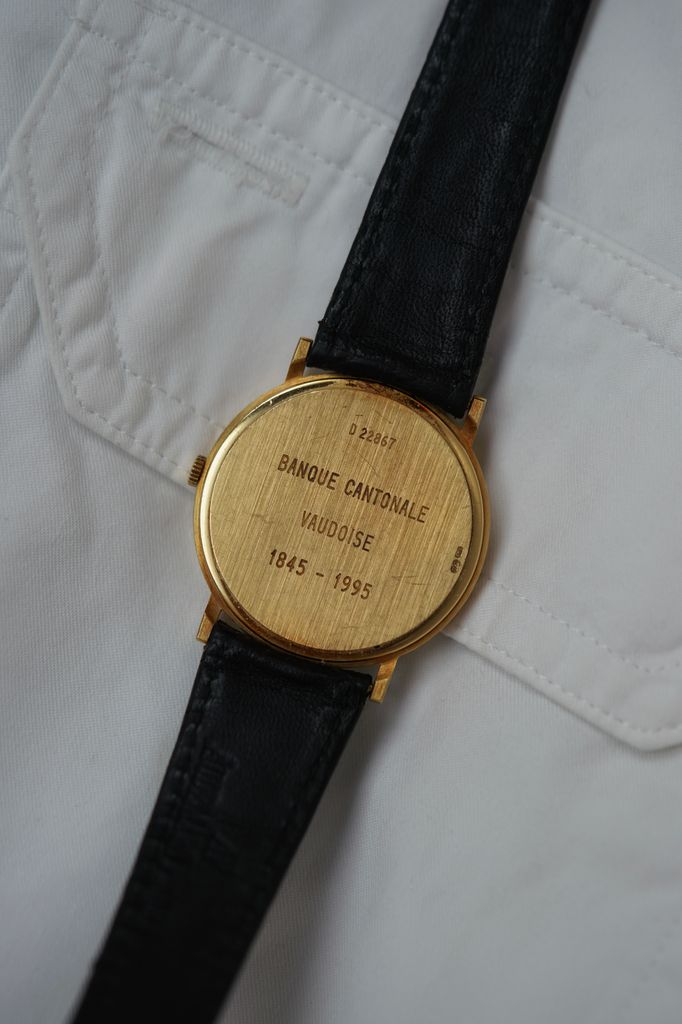 D 22867
BANQUE CANTONALE
VAUDOISE
1845 - 1995